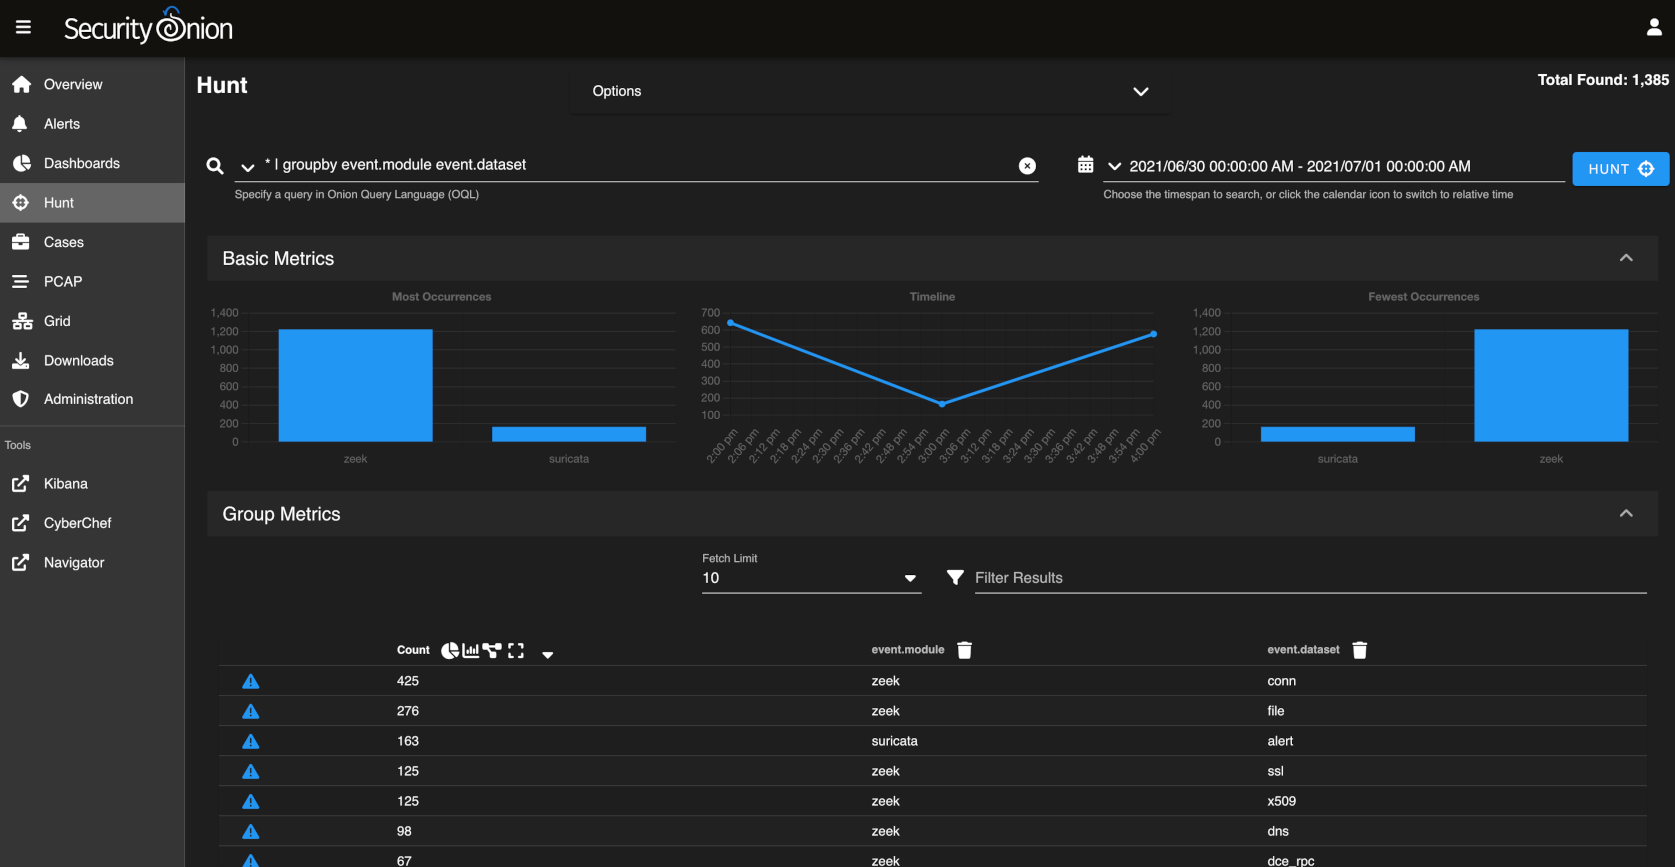 Security Onion
Overview
Alerts
Dashboards
Hunt
Cases
PCAP
Grid
Downloads
Administration
Tools
Kibana
CyberChef
Navigator
Hunt
Options
Total Found: 1,385
* | groupby event.module event.dataset
Specify a query in Onion Query Language (OQL)
2021/06/30 00:00:00 AM - 2021/07/01 00:00:00 AM
Choose the timespan to search, or click the calendar icon to switch to relative time
HUNT
Basic Metrics
Most Occurrences
1,400
1,200
1,000
800
600
400
200
0
zeek suricata
Timeline
700
600
500
400
300
200
100
2:00 pm 2:06 pm 2:12 pm 2:18 pm 2:24 pm 2:30 pm 2:36 pm 2:42 pm 2:48 pm 2:54 pm 3:00 pm 3:06 pm 3:12 pm 3:18 pm 3:24 pm 3:30 pm 3:36 pm 3:42 pm 3:48 pm 3:54 pm 4:00 pm
Fewest Occurrences
1,400
1,200
1,000
800
600
400
200
0
suricata zeek
Group Metrics
Fetch Limit
10
Filter Results
Count event.module event.dataset
425 zeek conn
276 zeek file
163 suricata alert
125 zeek ssl
125 zeek x509
98 zeek dns
67 zeek dce_rpc